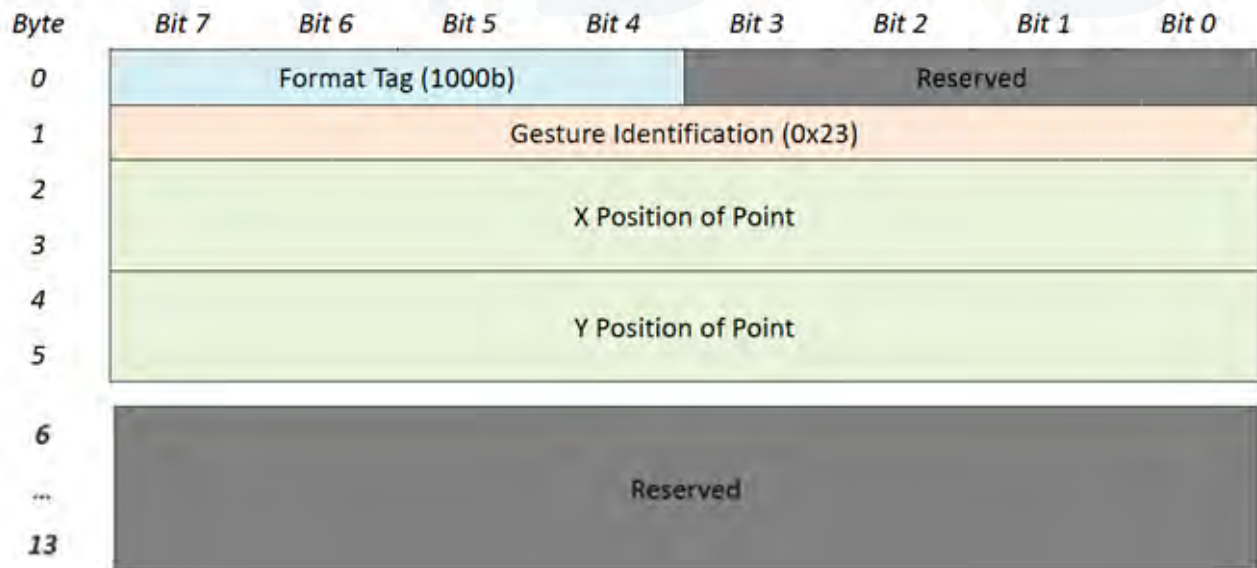 Byte Bit 7 Bit 6 Bit 5 Bit 4 Bit 3 Bit 2 Bit 1 Bit 0
0 Format Tag (1000b) Reserved
1 Gesture Identification (0x23)
2
X Position of Point
3
4
Y Position of Point
5
6
... Reserved
13